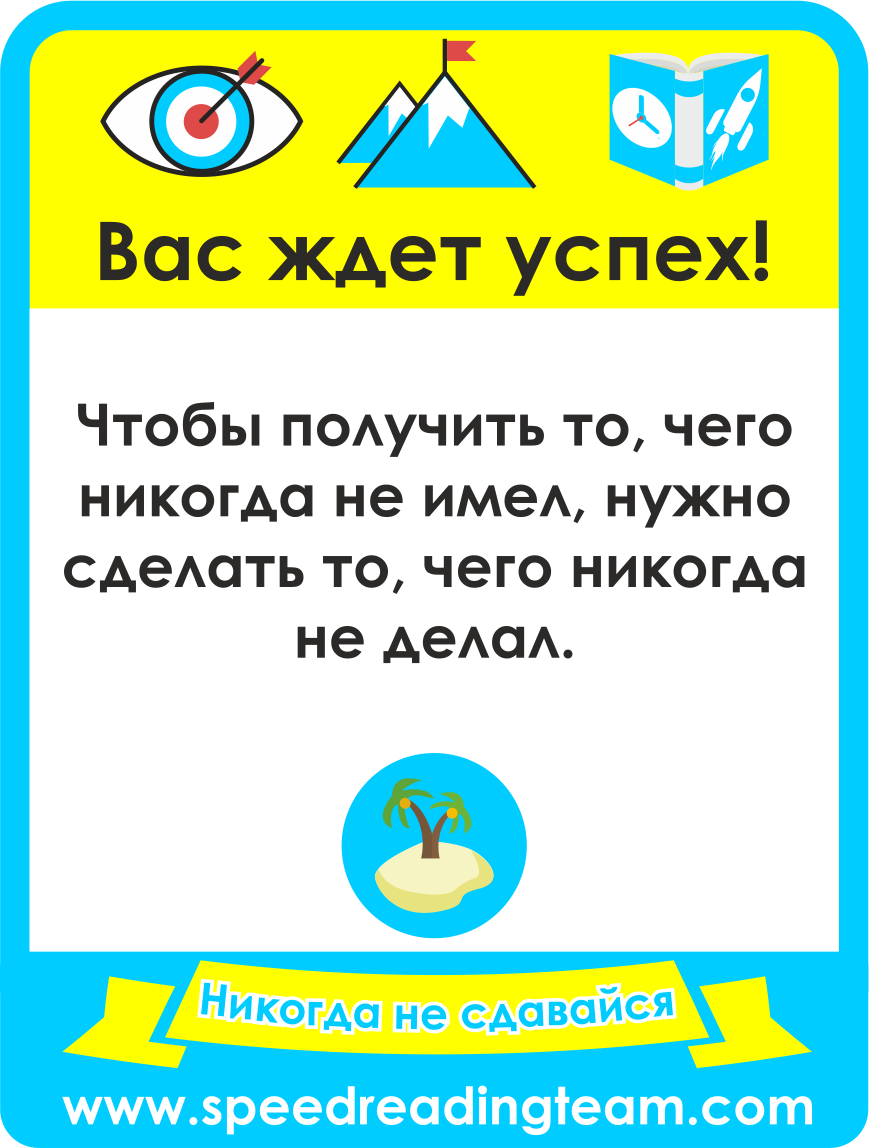 Вас ждет успех!
Чтобы получить то, чего
никогда не имел, нужно
сделать то, чего никогда
не делал.
Никогда не сдавайся
www.speedreadingteam.com